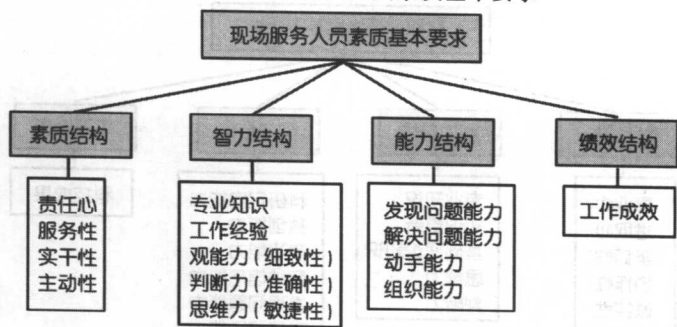 现场服务人员素质基本要求
素质结构
智力结构
能力结构
绩效结构
责任心
服务性
实干性
主动性
专业知识
工作经验
观能力(细致性)
判断力(准确性)
思维力(敏捷性)
发现问题能力
解决问题能力
动手能力
组织能力
工作成效